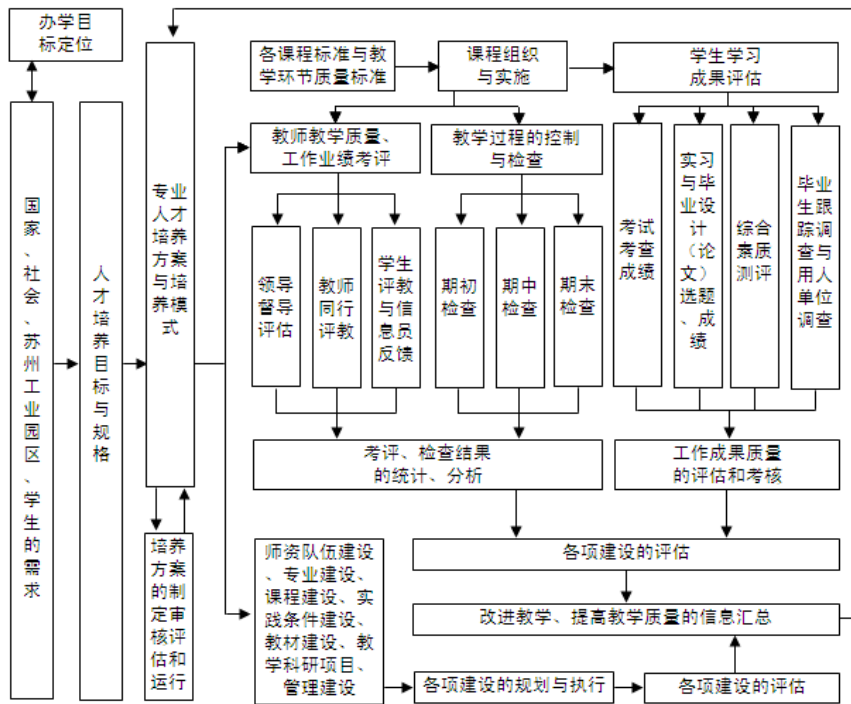 办学目
标定位
国家、社会、苏州工业园区、学生的需求
人才培养目标与规格
专业
人才
培养
方案
与培
养模
式
培养
方案
的制
定审
核评
估和
运行
各课程标准与教
学环节质量标准
课程组织
与实施
学生学习
成果评估
教师教学质量、
工作业绩考评
教学过程的控制
与检查
领导
督导
评估
教师
同行
评教
学生
评教
与信
息员
反馈
期初
检查
期中
检查
期末
检查
考试
考查
成绩
实习
与毕
业设
计
（论
文）
选题
、成
绩
综合
素质
测评
毕业
生跟
踪调
查与
用人
单位
调查
考评、检查结果
的统计、分析
工作成果质量
的评估和考核
师资队伍建设
、专业建设、
课程建设、实
践条件建设、
教材建设、教
学科研项目、
管理建设
各项建设的评估
改进教学、提高教学质量的信息汇总
各项建设的规划与执行
各项建设的评估